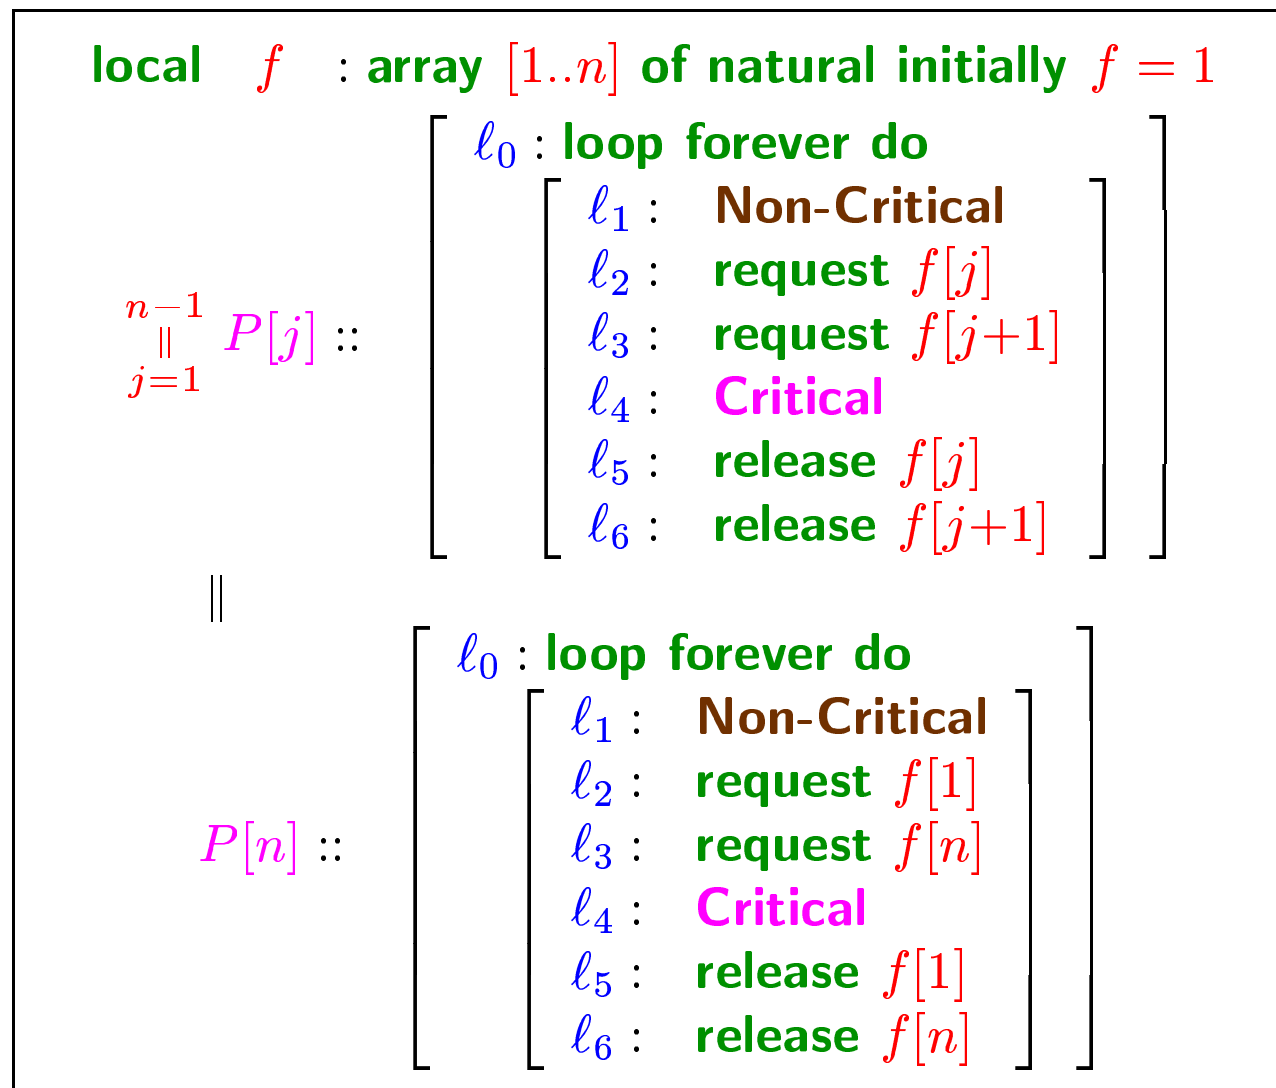 local f : array [1..n] of natural initially f = 1
ℓ0 : loop forever do
ℓ1 : Non-Critical
ℓ2 : request f[j]
n−1
∥
j=1
P[j] ::
ℓ3 : request f[j+1]
ℓ4 : Critical
ℓ5 : release f[j]
ℓ6 : release f[j+1]
∥
ℓ0 : loop forever do
ℓ1 : Non-Critical
ℓ2 : request f[1]
P[n] ::
ℓ3 : request f[n]
ℓ4 : Critical
ℓ5 : release f[1]
ℓ6 : release f[n]